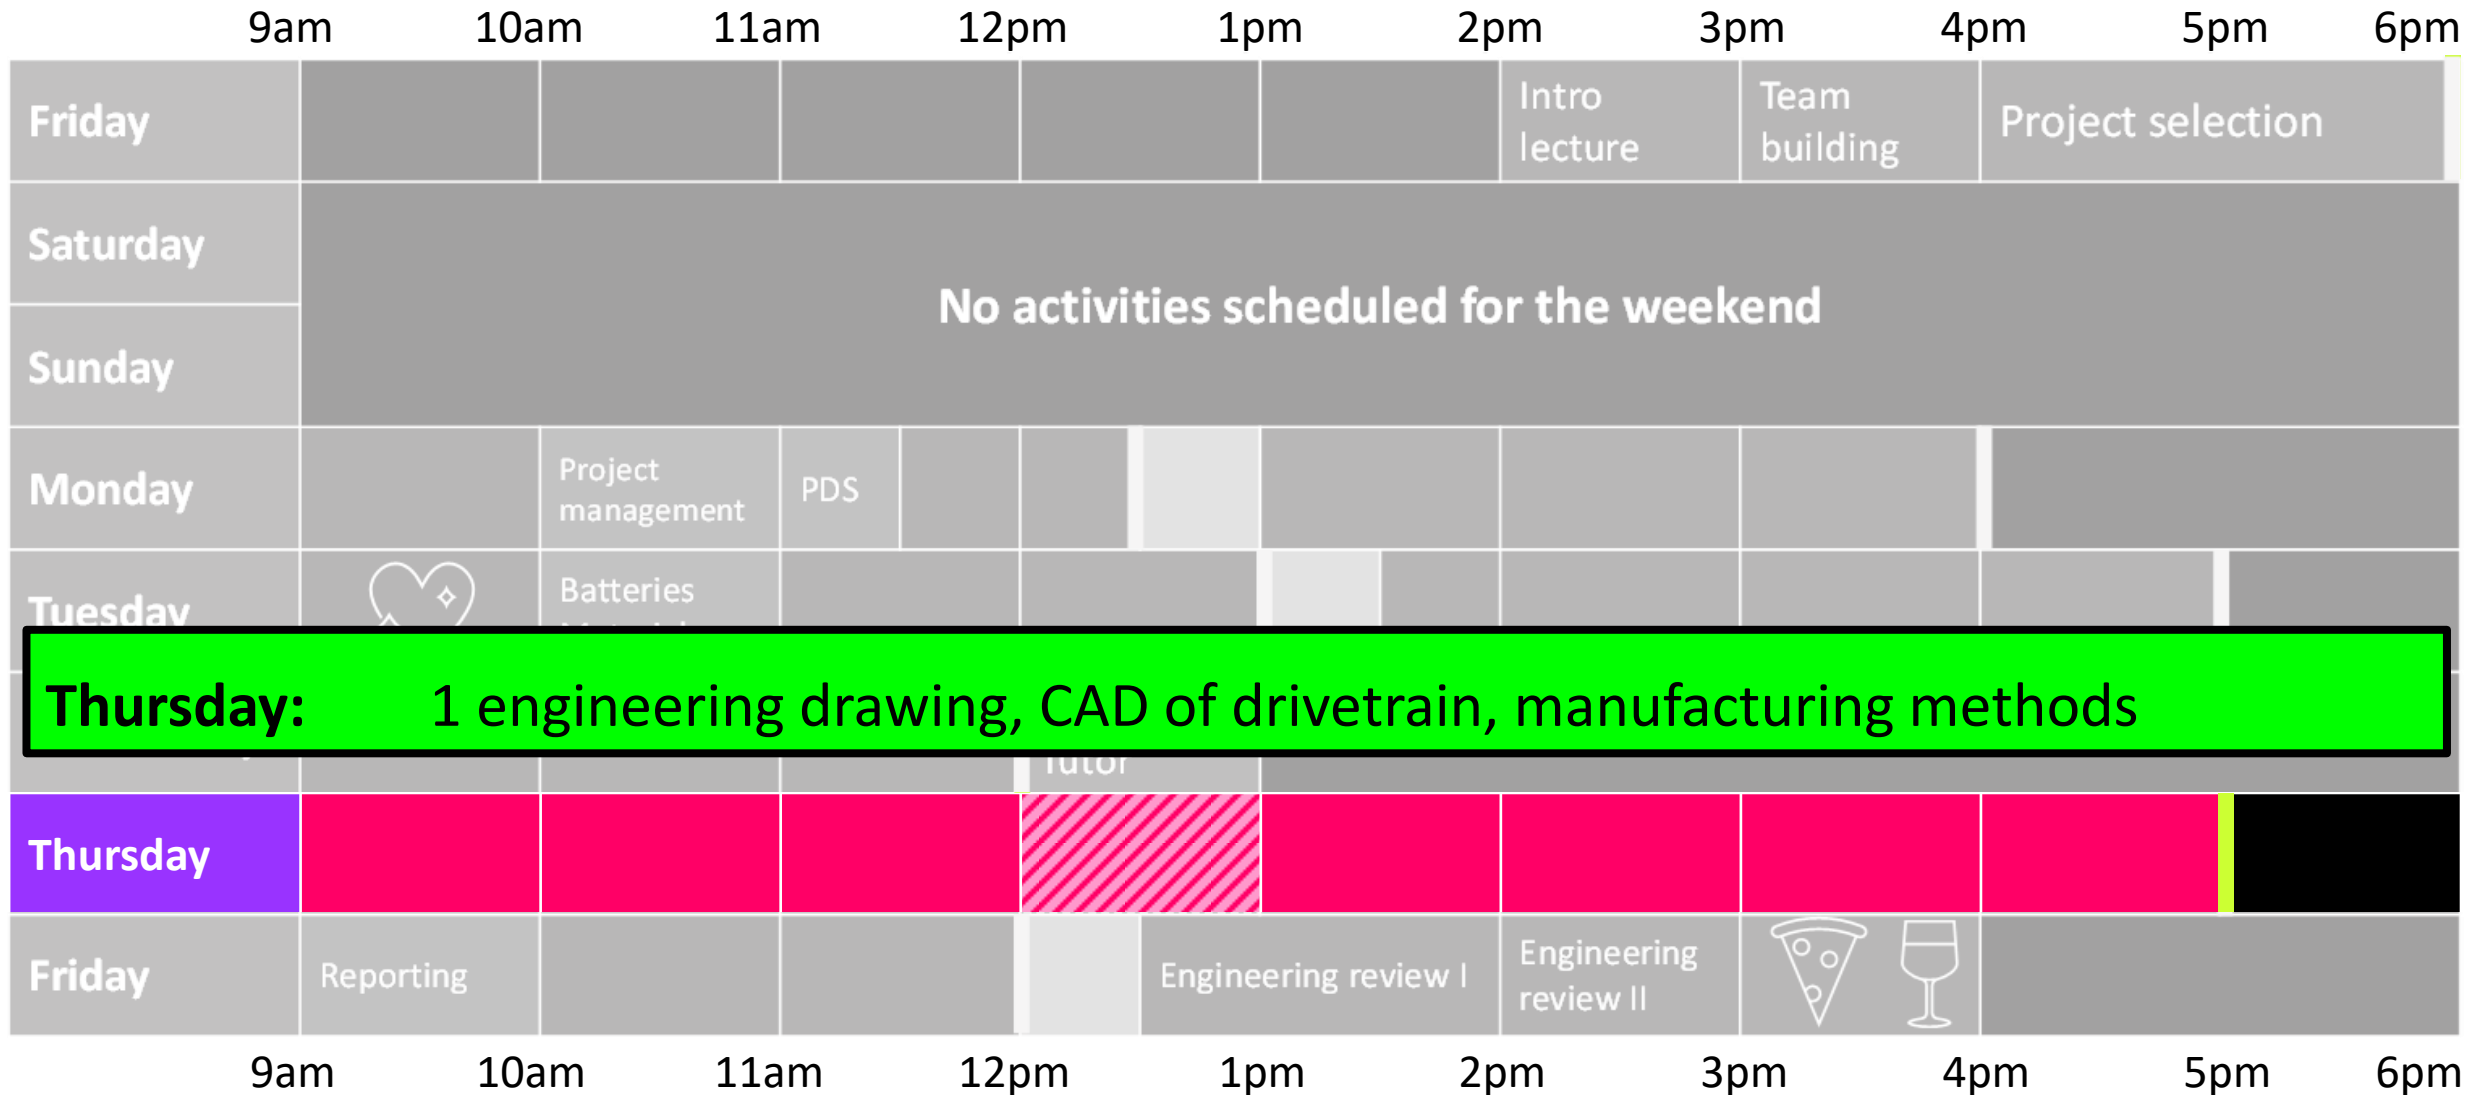 9am 10am 11am 12pm 1pm 2pm 3pm 4pm 5pm 6pm
Friday
Intro
lecture
Team
building
Project selection
Saturday
No activities scheduled for the weekend
Sunday
Monday
Project
management
PDS
Tuesday
Batteries
Thursday: 1 engineering drawing, CAD of drivetrain, manufacturing methods
Tutor
Thursday
Friday
Reporting
Engineering review I
Engineering
review II
9am 10am 11am 12pm 1pm 2pm 3pm 4pm 5pm 6pm